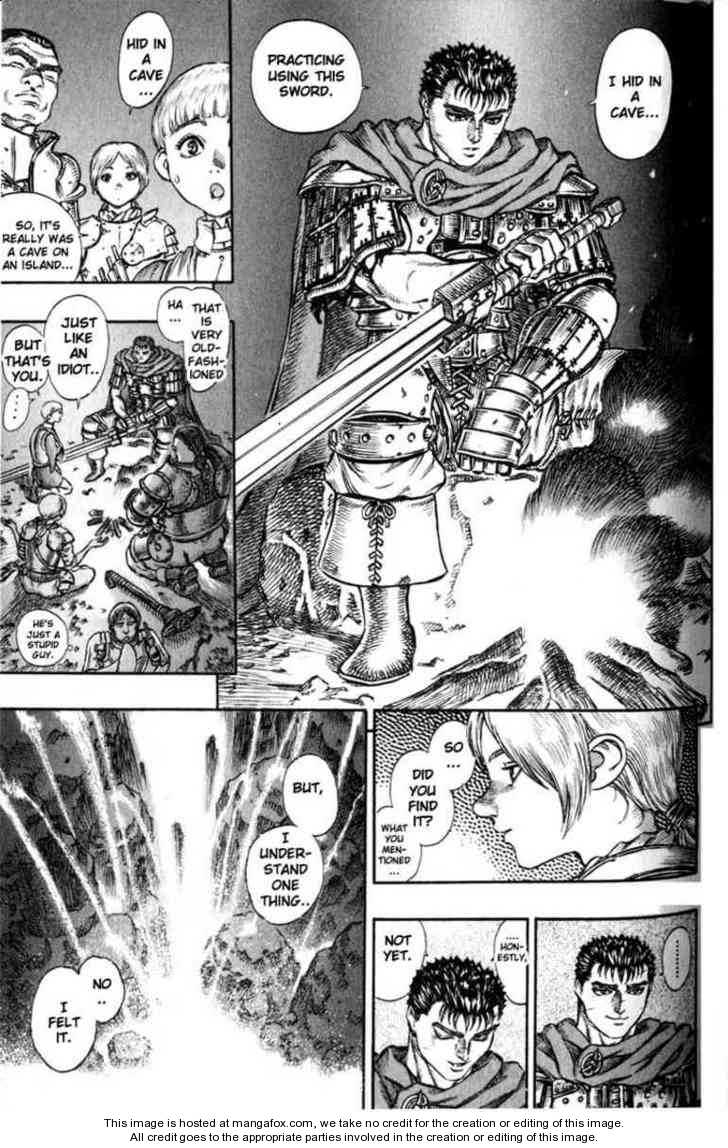 I HID IN
A
CAVE...
PRACTICING
USING THIS
SWORD.
HID IN
A
CAVE
...
SO, IT'S
REALLY WAS
A CAVE ON
AN ISLAND...
THAT
IS
VERY
OLD-
FASH-
IONED
HA
...
JUST
LIKE
AN
IDIOT..
BUT
THAT'S
YOU.
...
HE'S
JUST A
STUPID
GUY.
SO
...
DID
YOU
FIND
IT?
WHAT
YOU
MEN-
TIONED
...
........
....
HON-
ESTLY,
NOT
YET.
BUT,
I
UNDER-
STAND
ONE
THING..
NO
..
I
FELT
IT.
This image is hosted at mangafox.com, we take no credit for the creation or editing of this image.
All credit goes to the appropriate parties involved in the creation or editing of this image.